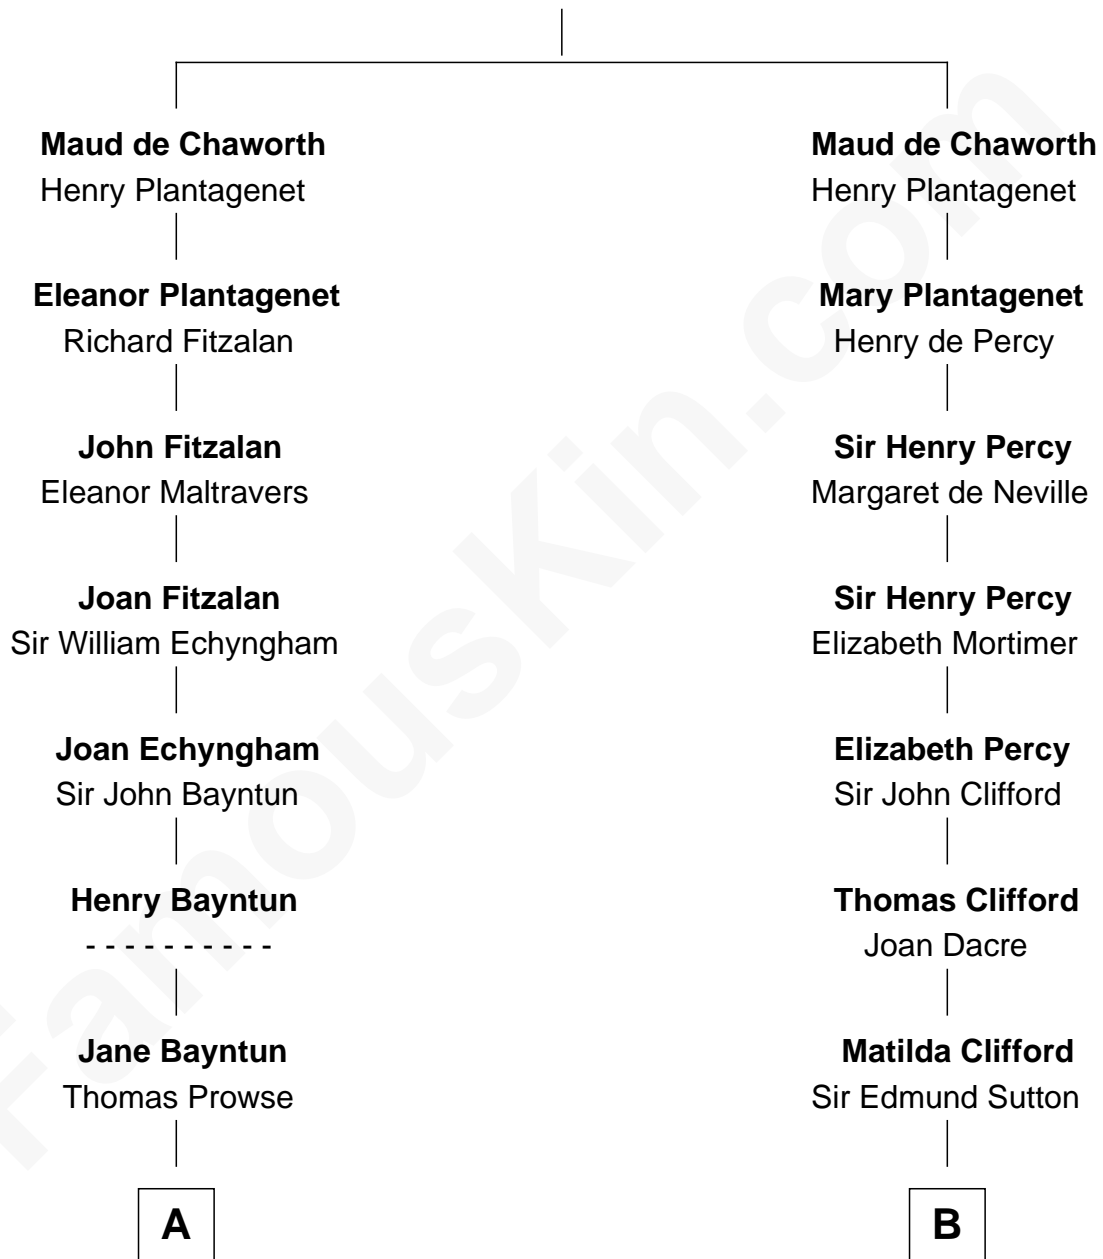 Maud de Chaworth
Henry Plantagenet
Eleanor Plantagenet
Richard Fitzalan
John Fitzalan
Eleanor Maltravers
Joan Fitzalan
Sir William Echyngham
Joan Echyngham
Sir John Bayntun
Henry Bayntun
- - - - - - - - - -
Jane Bayntun
Thomas Prowse
A
Maud de Chaworth
Henry Plantagenet
Mary Plantagenet
Henry de Percy
Sir Henry Percy
Margaret de Neville
Sir Henry Percy
Elizabeth Mortimer
Elizabeth Percy
Sir John Clifford
Thomas Clifford
Joan Dacre
Matilda Clifford
Sir Edmund Sutton
B
FamousKin.com